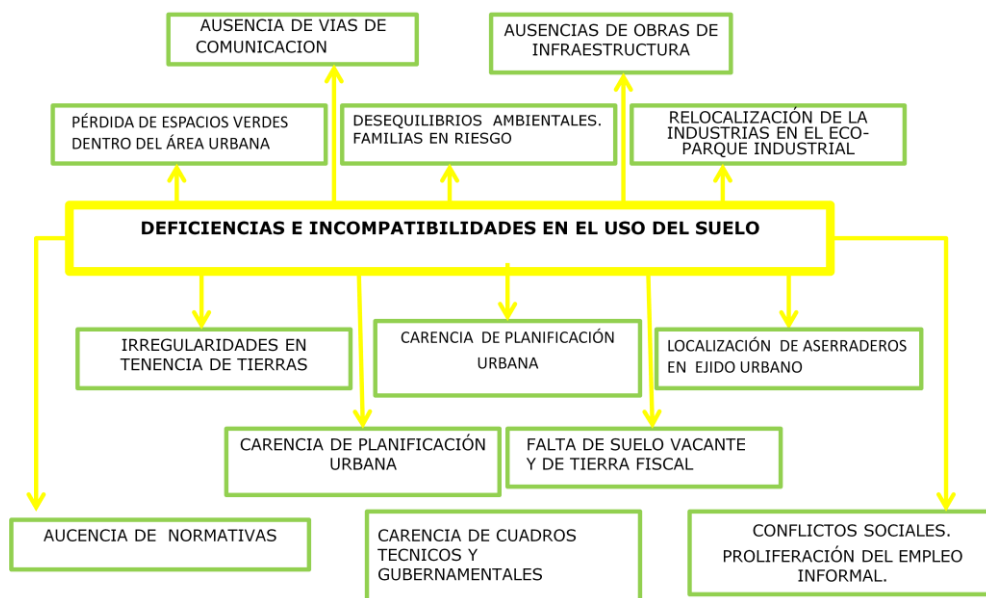 AUSENCIA DE VIAS DE
COMUNICACION
AUSENCIAS DE OBRAS DE
INFRAESTRUCTURA
PÉRDIDA DE ESPACIOS VERDES
DENTRO DEL ÁREA URBANA
DESEQUILIBRIOS AMBIENTALES.
FAMILIAS EN RIESGO
RELOCALIZACIÓN DE LA
INDUSTRIAS EN EL ECO-
PARQUE INDUSTRIAL
DEFICIENCIAS E INCOMPATIBILIDADES EN EL USO DEL SUELO
IRREGULARIDADES EN
TENENCIA DE TIERRAS
CARENCIA DE PLANIFICACIÓN
URBANA
LOCALIZACIÓN DE ASERRADEROS
EN EJIDO URBANO
CARENCIA DE PLANIFICACIÓN
URBANA
FALTA DE SUELO VACANTE
Y DE TIERRA FISCAL
AUCENCIA DE NORMATIVAS
CARENCIA DE CUADROS
TECNICOS Y
GUBERNAMENTALES
CONFLICTOS SOCIALES.
PROLIFERACIÓN DEL EMPLEO
INFORMAL.